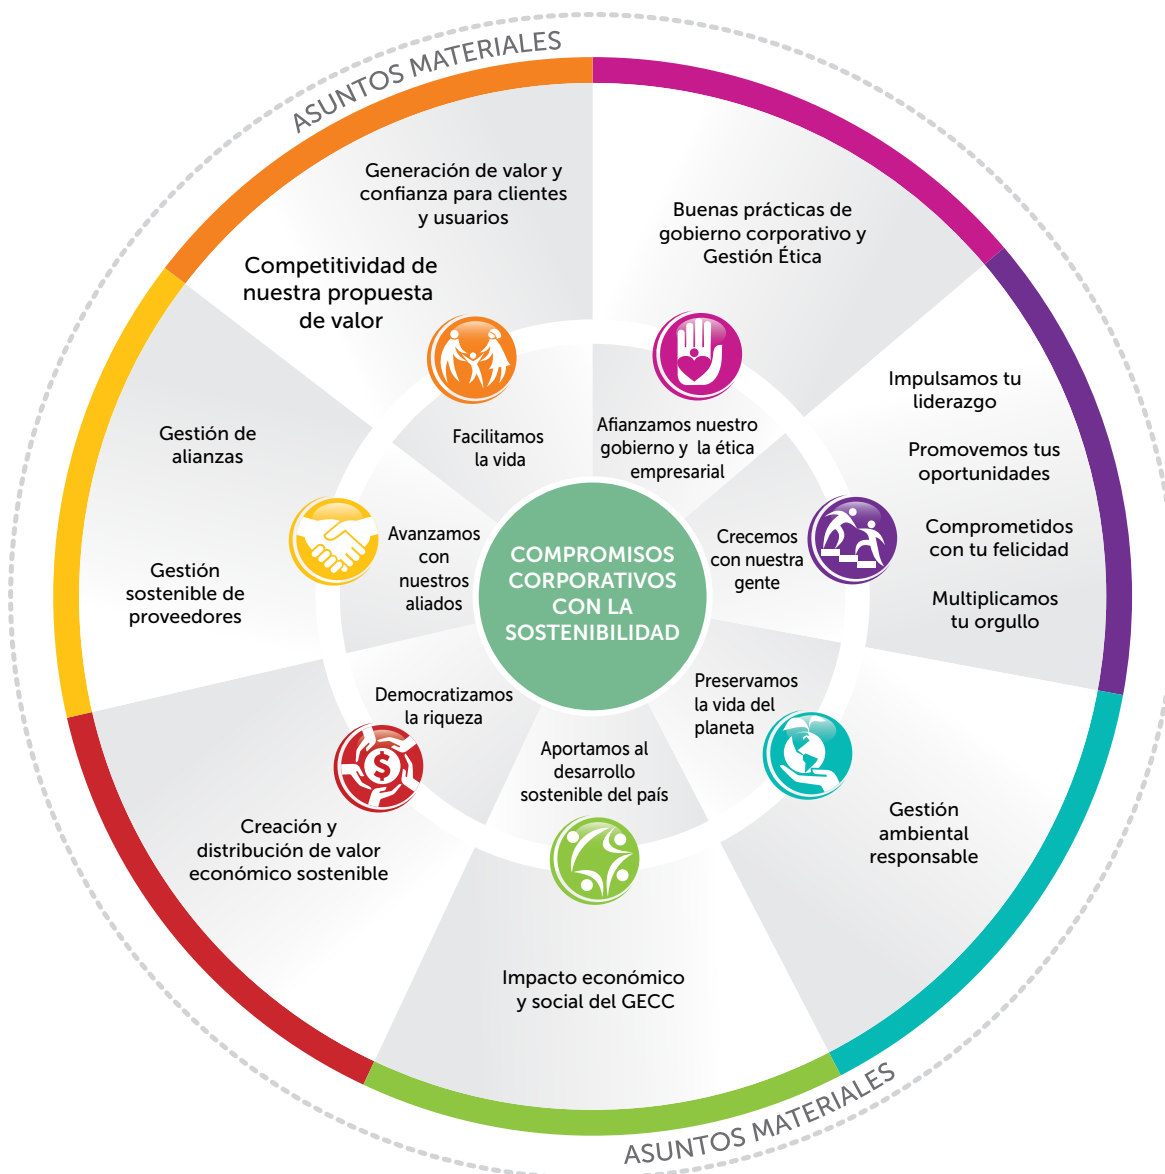 ASUNTOS MATERIALES
Generación de valor y
confianza para clientes
y usuarios
Competitividad de
nuestra propuesta
de valor
Buenas prácticas de
gobierno corporativo y
Gestión Ética
Impulsamos tu
liderazgo
Promovemos tus
oportunidades
Comprometidos
con tu felicidad
Multiplicamos
tu orgullo
Gestión
ambiental
responsable
Impacto económico
y social del GECC
Creación y
distribución de valor
económico sostenible
Gestión de
alianzas
Gestión
sostenible de
proveedores
Facilitamos
la vida
Afianzamos nuestro
gobierno y la ética
empresarial
Crecemos
con nuestra
gente
Preservamos
la vida del
planeta
Aportamos al
desarrollo
sostenible del país
Democratizamos
la riqueza
$
Avanzamos
con
nuestros
aliados
COMPROMISOS
CORPORATIVOS
CON LA
SOSTENIBILIDAD
ASUNTOS MATERIALES